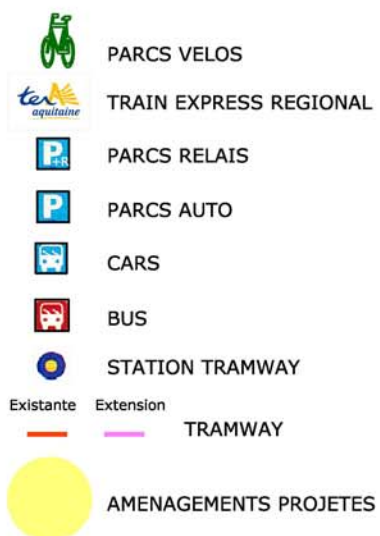 PARCS VELOS
ter aquitaine
TRAIN EXPRESS REGIONAL
P+R
PARCS RELAIS
P
PARCS AUTO
CARS
BUS
STATION TRAMWAY
Existante Extension
TRAMWAY
AMENAGEMENTS PROJETES